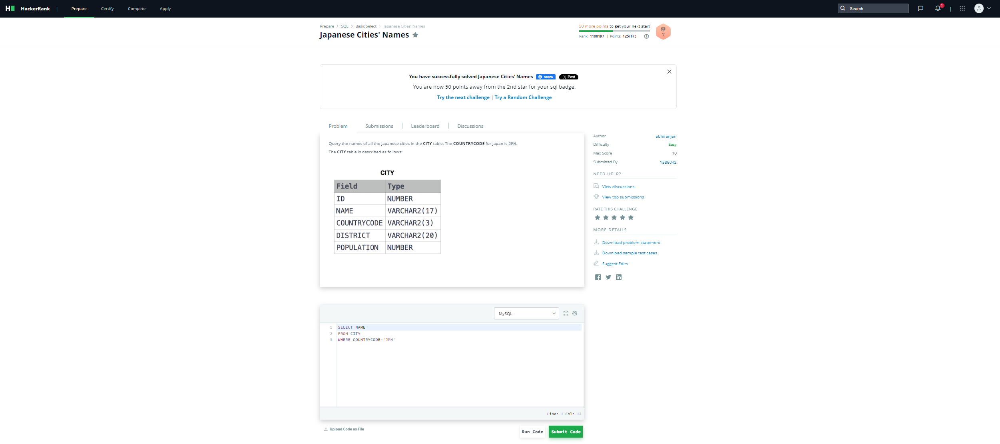 HackerRank | Prepare Certify Compete Apply Search 2
Prepare > SQL > Basic Select > Japanese Cities' Names
Japanese Cities' Names
50 more points to get your next star!
Rank: 1100197 | Points: 125/175
You have successfully solved Japanese Cities' Names Share Post
You are now 50 points away from the 2nd star for your sql badge.
Try the next challenge | Try a Random Challenge
Problem Submissions Leaderboard Discussions
Query the names of all the Japanese cities in the CITY table. The COUNTRYCODE for Japan is JPN.
The CITY table is described as follows:
CITY
Field Type
ID NUMBER
NAME VARCHAR2(17)
COUNTRYCODE VARCHAR2(3)
DISTRICT VARCHAR2(20)
POPULATION NUMBER
Author abhiranjan
Difficulty Easy
Max Score 10
Submitted By 1586042
NEED HELP?
View discussions
View top submissions
RATE THIS CHALLENGE
MORE DETAILS
Download problem statement
Download sample test cases
Suggest Edits
MySQL
1 SELECT NAME
2 FROM CITY
3 WHERE COUNTRYCODE='JPN'
Line: 1 Col: 12
Upload Code as File
Run Code Submit Code